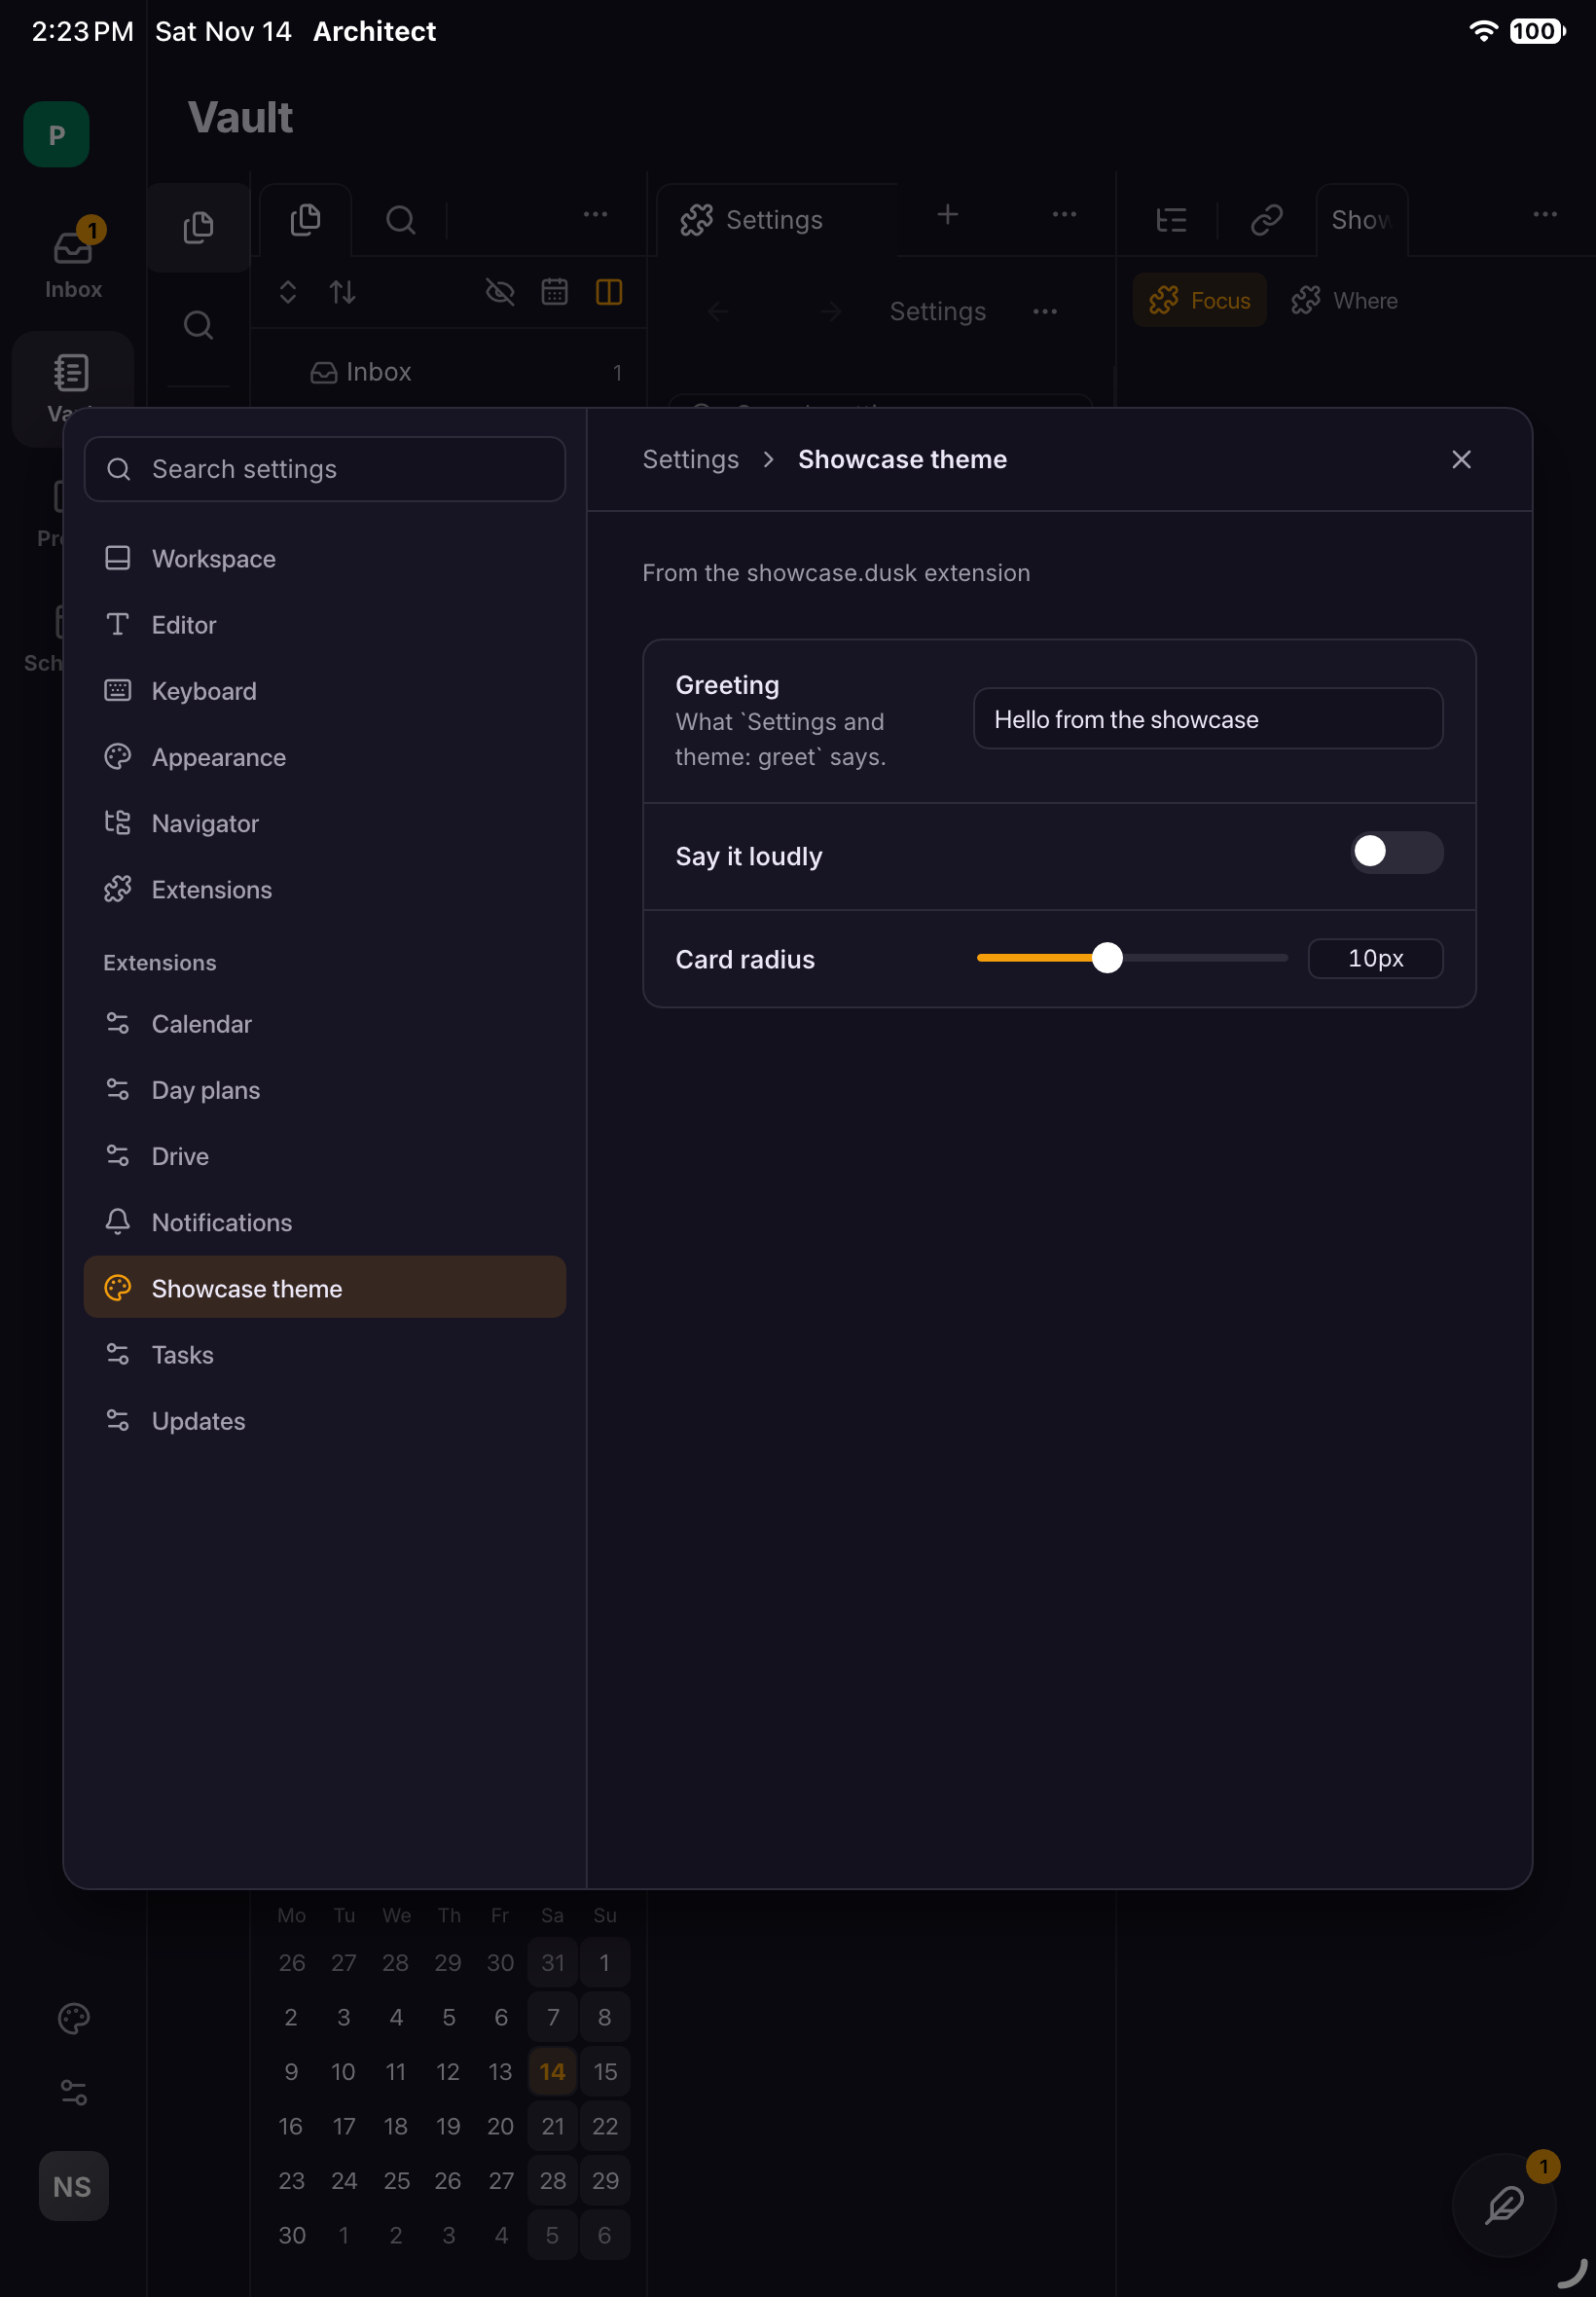 2:23 PM Sat Nov 14 Architect
100
P
Vault
1
Inbox
Settings
Show
Settings
Focus
Where
Inbox
1
Search settings
Workspace
Editor
Keyboard
Appearance
Navigator
Extensions
Extensions
Calendar
Day plans
Drive
Notifications
Showcase theme
Tasks
Updates
Settings > Showcase theme
From the showcase.dusk extension
Greeting
What `Settings and
theme: greet` says.
Hello from the showcase
Say it loudly
Card radius
10px
Mo Tu We Th Fr Sa Su
26 27 28 29 30 31 1
2 3 4 5 6 7 8
9 10 11 12 13 14 15
16 17 18 19 20 21 22
23 24 25 26 27 28 29
30 1 2 3 4 5 6
NS
1